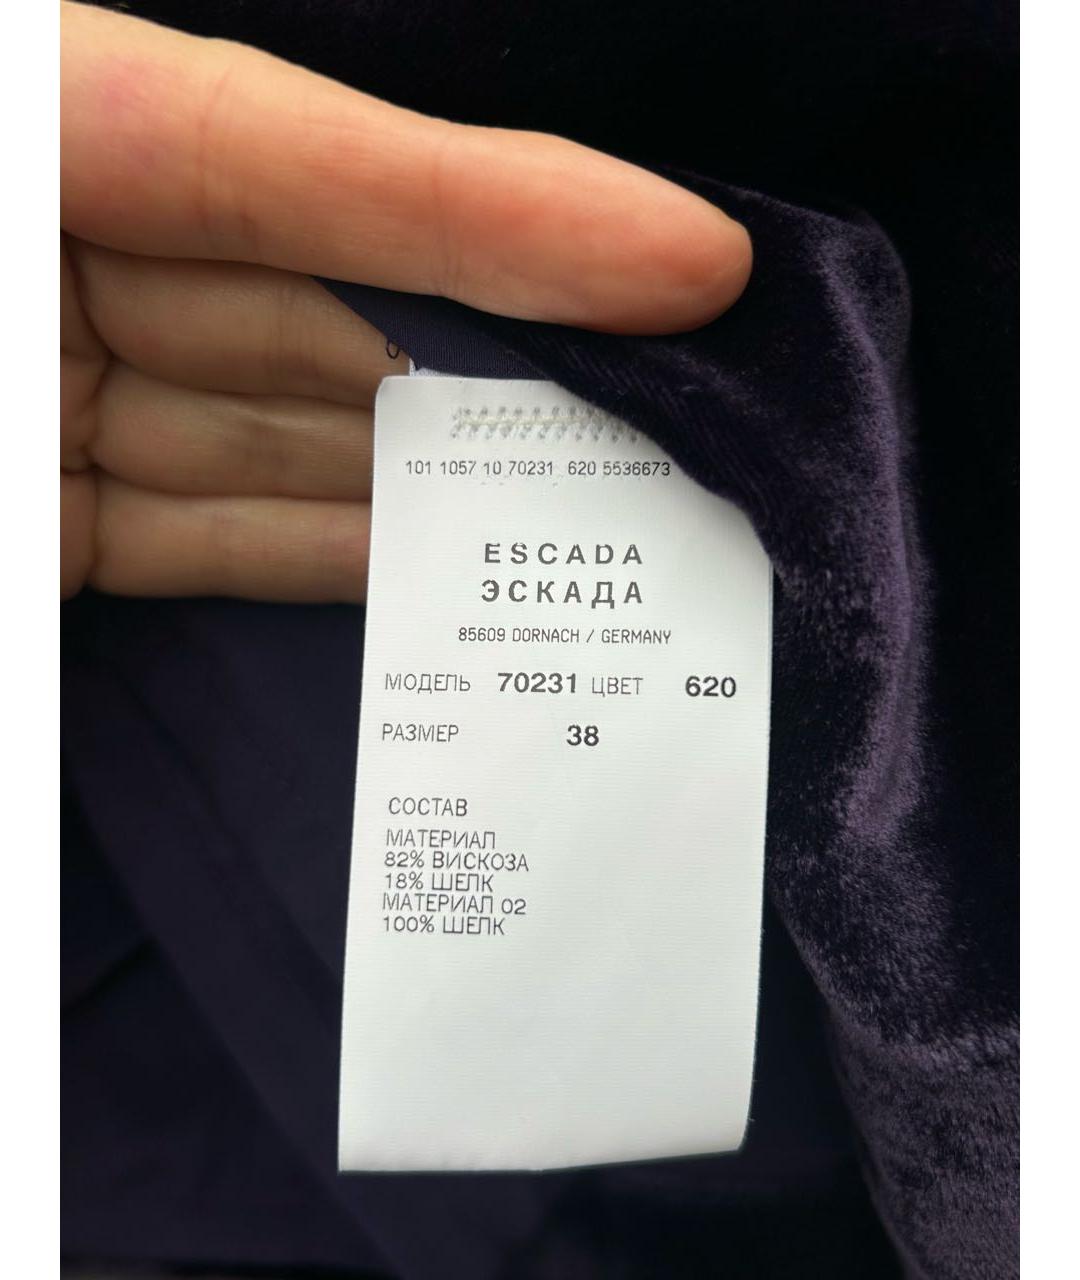 101 1057 10 70231 620 5536673
ESCADA
ЭСКАДА
85609 DORNACH / GERMANY
МОДЕЛЬ 70231 ЦВЕТ 620
РАЗМЕР 38
СОСТАВ
МАТЕРИАЛ
82% ВИСКОЗА
18% ШЕЛК
МАТЕРИАЛ 02
100% ШЕЛК